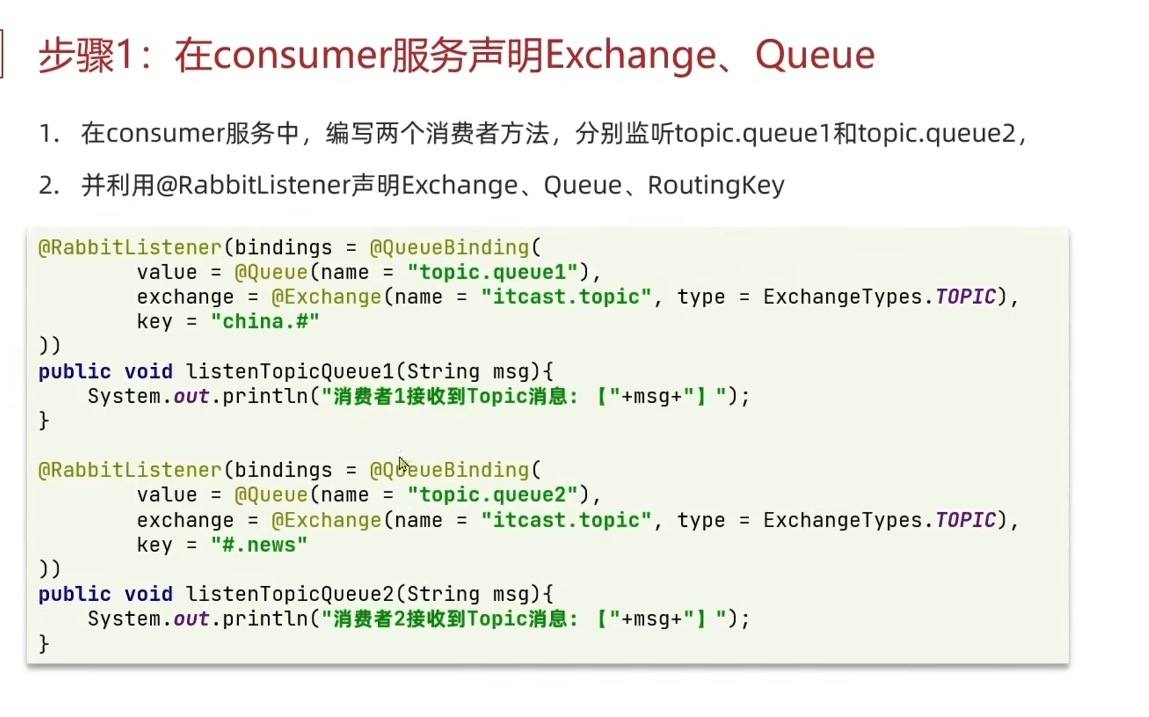 步骤1：在consumer服务声明Exchange、Queue
1. 在consumer服务中，编写两个消费者方法，分别监听topic.queue1和topic.queue2，
2. 并利用@RabbitListener声明Exchange、Queue、RoutingKey
@RabbitListener(bindings = @QueueBinding(
        value = @Queue(name = "topic.queue1"),
        exchange = @Exchange(name = "itcast.topic", type = ExchangeTypes.TOPIC),
        key = "china.#"
))
public void listenTopicQueue1(String msg){
    System.out.println("消费者1接收到Topic消息：【"+msg+"】");
}
@RabbitListener(bindings = @QueueBinding(
        value = @Queue(name = "topic.queue2"),
        exchange = @Exchange(name = "itcast.topic", type = ExchangeTypes.TOPIC),
        key = "#.news"
))
public void listenTopicQueue2(String msg){
    System.out.println("消费者2接收到Topic消息：【"+msg+"】");
}